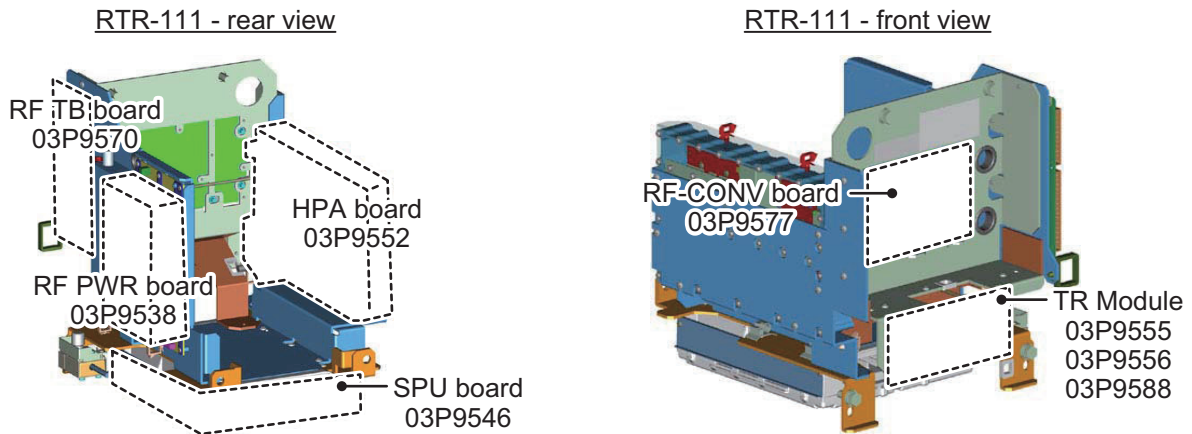 RTR-111 - rear view
RF TB board
03P9570
HPA board
03P9552
RF PWR board
03P9538
SPU board
03P9546
RTR-111 - front view
RF-CONV board
03P9577
TR Module
03P9555
03P9556
03P9588